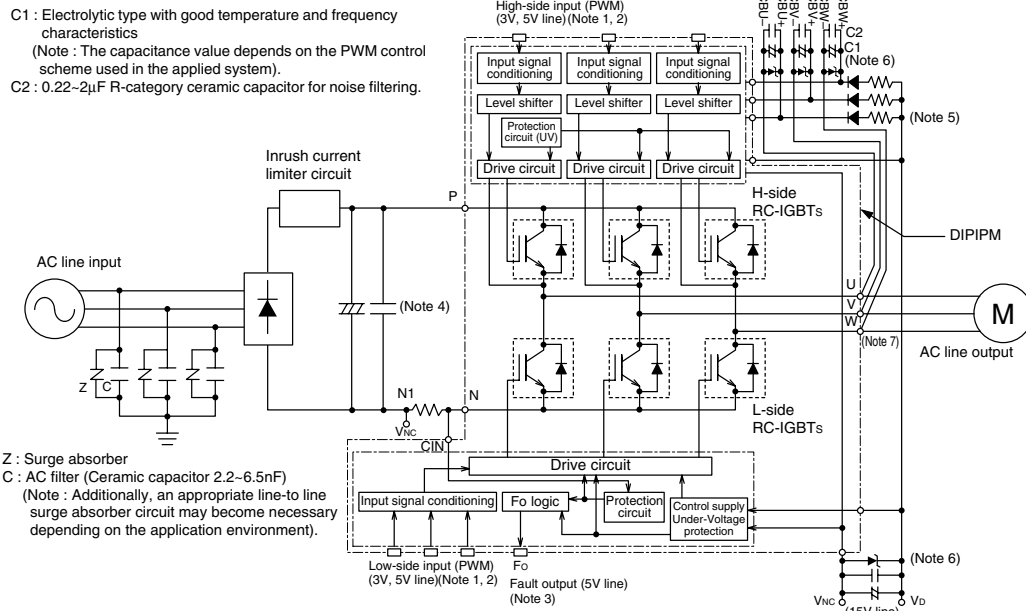 C1 : Electrolytic type with good temperature and frequency
characteristics
(Note : The capacitance value depends on the PWM control
scheme used in the applied system).
C2 : 0.22~2μF R-category ceramic capacitor for noise filtering.
High-side input (PWM)
(3V, 5V line)(Note 1, 2)
CBU-
CBU+
CBV-
CBV+
CBW-
CBW+
C2
C1
(Note 6)
Input signal
conditioning
Input signal
conditioning
Input signal
conditioning
Level shifter
Level shifter
Level shifter
(Note 5)
Protection
circuit (UV)
Drive circuit
Drive circuit
Drive circuit
Inrush current
limiter circuit
P
H-side
RC-IGBTs
DIPIPM
AC line input
(Note 4)
U
V
W
(Note 7)
M
AC line output
Z
C
N1
VNC
N
CIN
L-side
RC-IGBTs
Z : Surge absorber
C : AC filter (Ceramic capacitor 2.2~6.5nF)
(Note : Additionally, an appropriate line-to line
surge absorber circuit may become necessary
depending on the application environment).
Drive circuit
Input signal conditioning
Fo logic
Protection
circuit
Control supply
Under-Voltage
protection
Low-side input (PWM)
(3V, 5V line)(Note 1, 2)
FO
Fault output (5V line)
(Note 3)
(Note 6)
VNC
(15V line)
VD